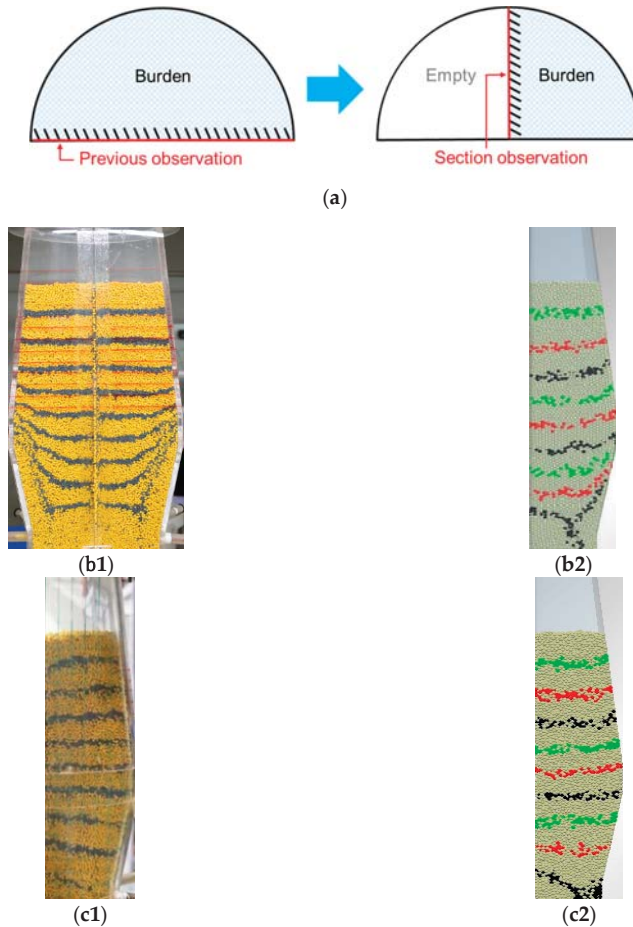 Burden
Previous observation
Empty
Burden
Section observation
(a)
(b1)
(b2)
(c1)
(c2)